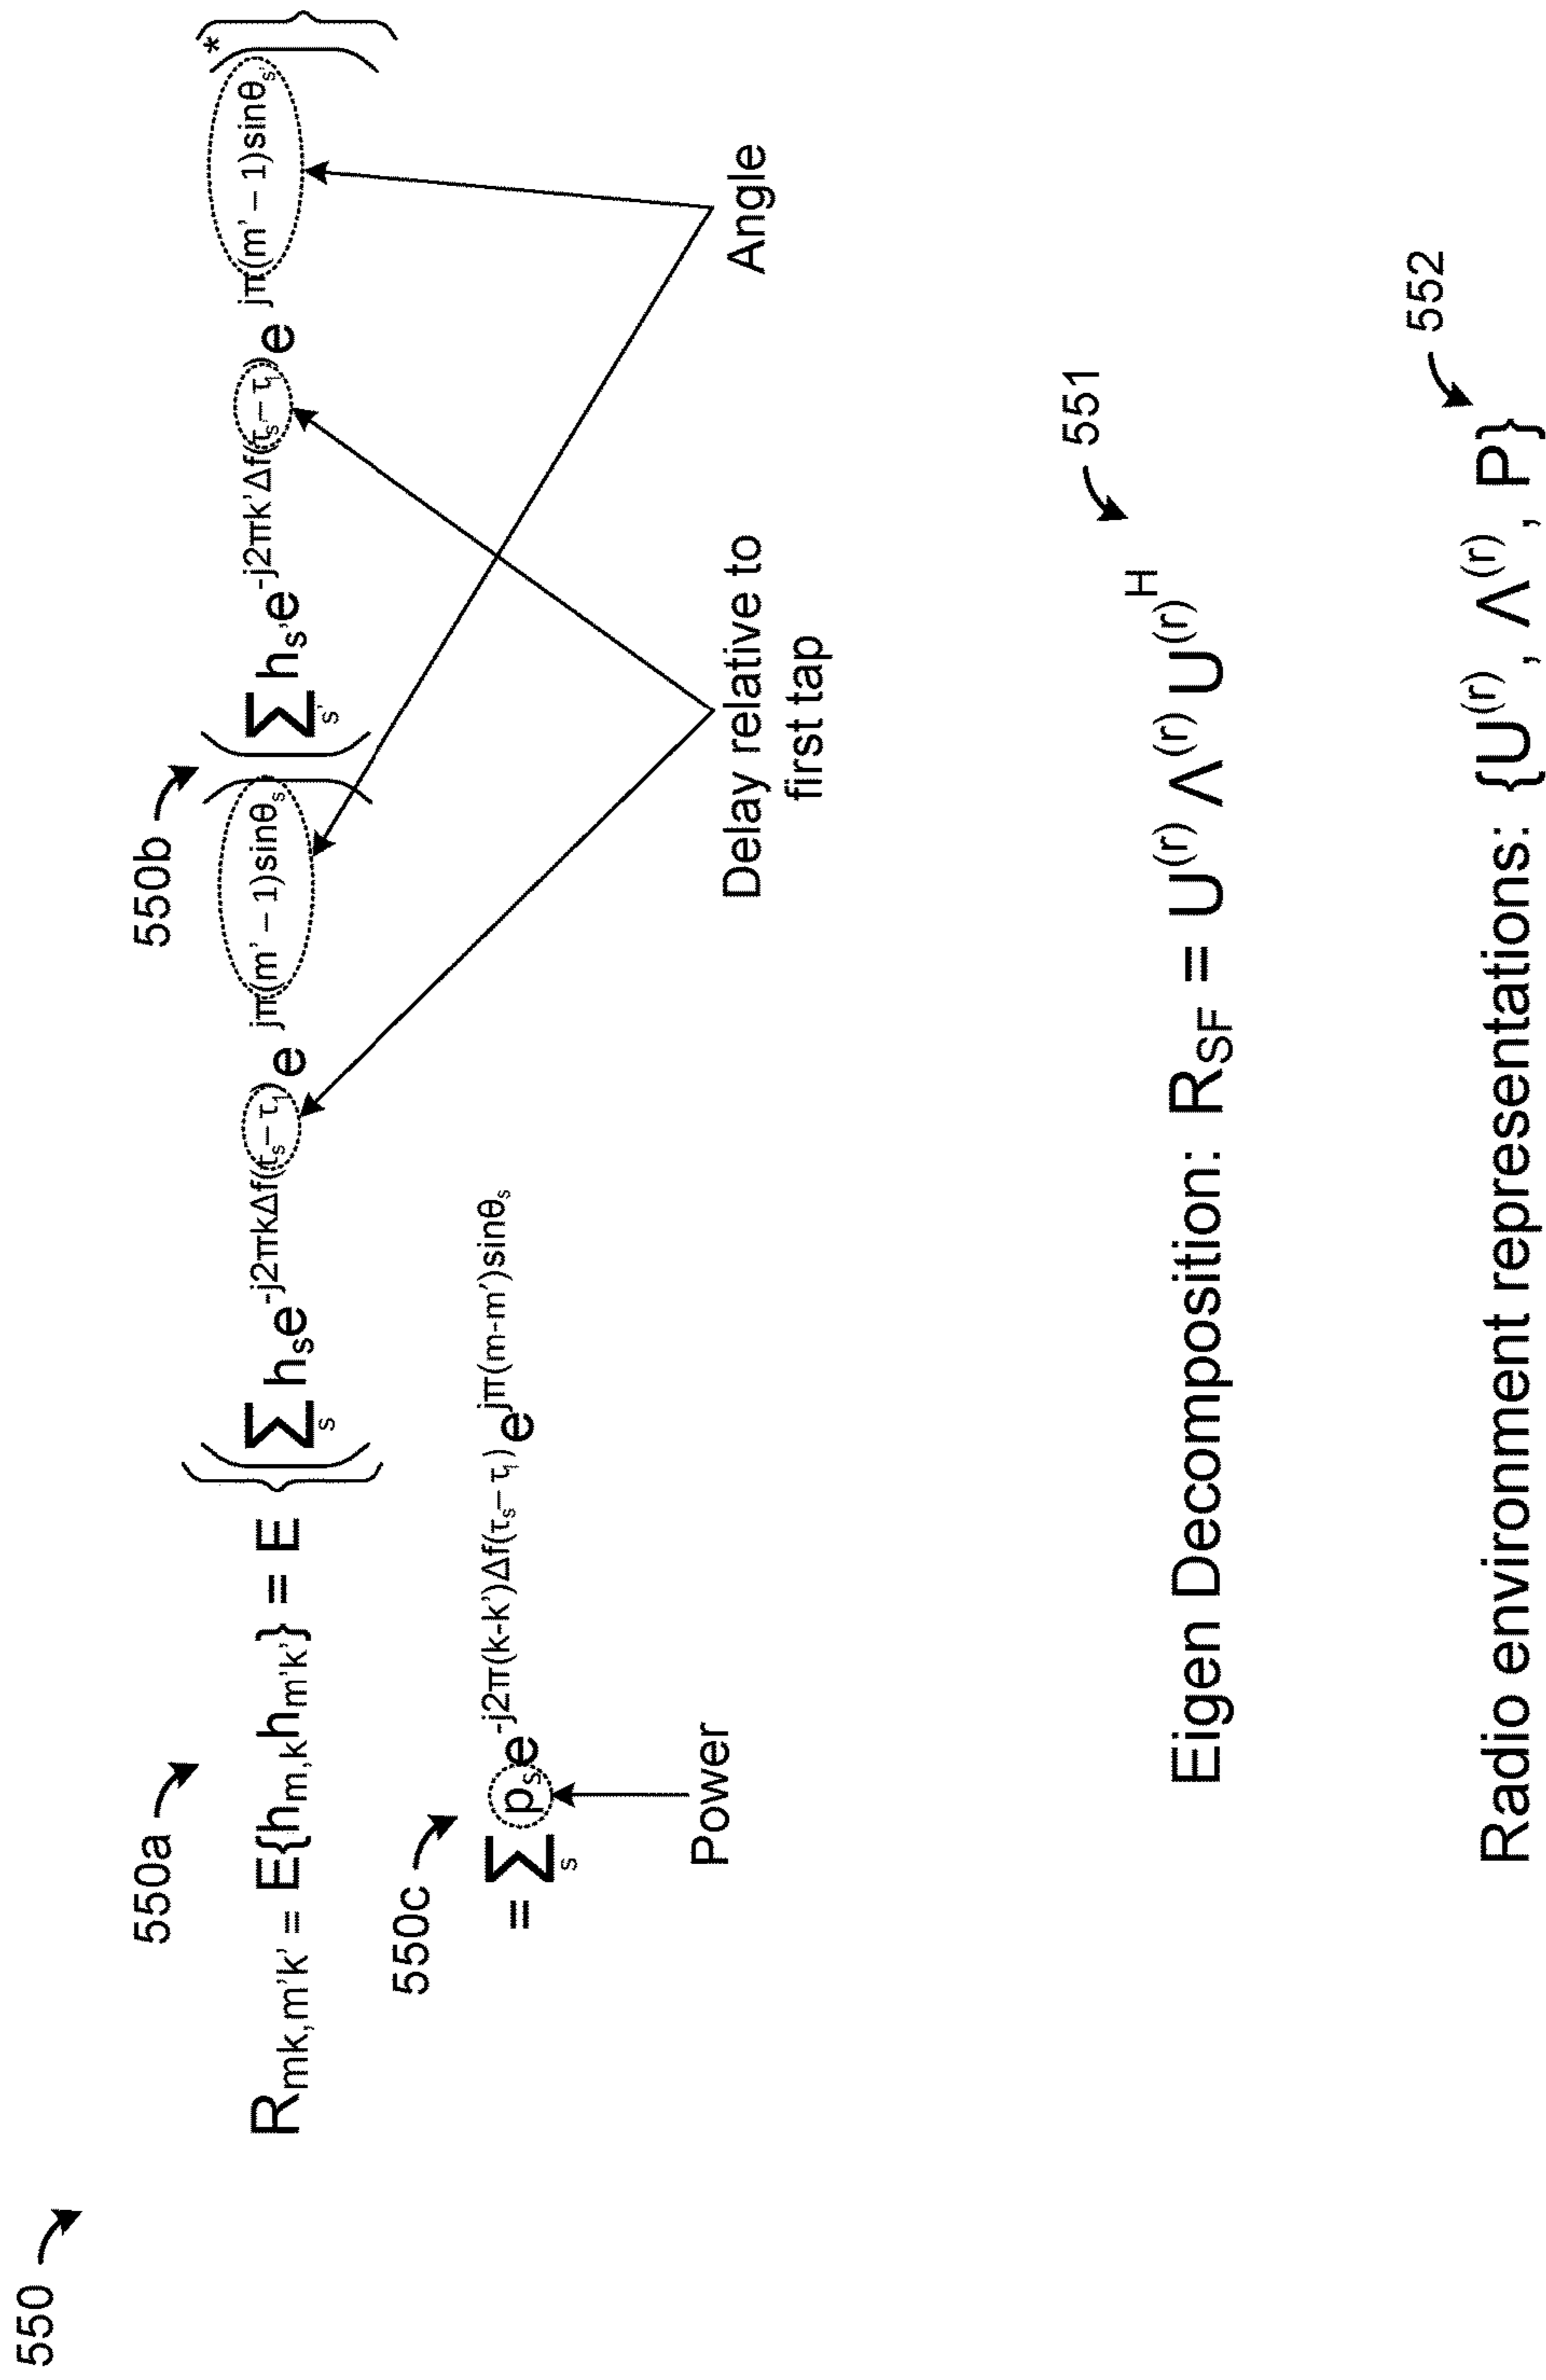 550
550a
550b
R_{mk,m'k'} = E{h_{m,k}h_{m'k'}} = E{(∑_s h_s e^{-j2πkΔf(τ_s – τ_1)} e^{jπ(m' – 1)sinθ_s})(∑_{s'} h_{s'} e^{-j2πk'Δf(τ_{s'} – τ_1)} e^{jπ(m' – 1)sinθ_{s'}})^*}
550c
= ∑_s p_s e^{-j2π(k-k')Δf(τ_s – τ_1)} e^{jπ(m-m')sinθ_s}
Power
Delay relative to
first tap
Angle
551
Eigen Decomposition: R_{SF} = U^{(r)} Λ^{(r)} U^{(r)^H}
552
Radio environment representations: {U^{(r)}, Λ^{(r)}, P}